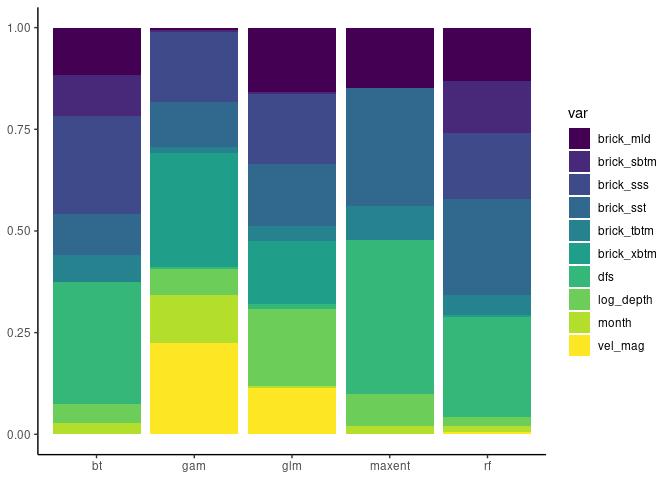 1.00
0.75
0.50
0.25
0.00
bt gam glm maxent rf
var
brick_mld
brick_sbtm
brick_sss
brick_sst
brick_tbtm
brick_xbtm
dfs
log_depth
month
vel_mag